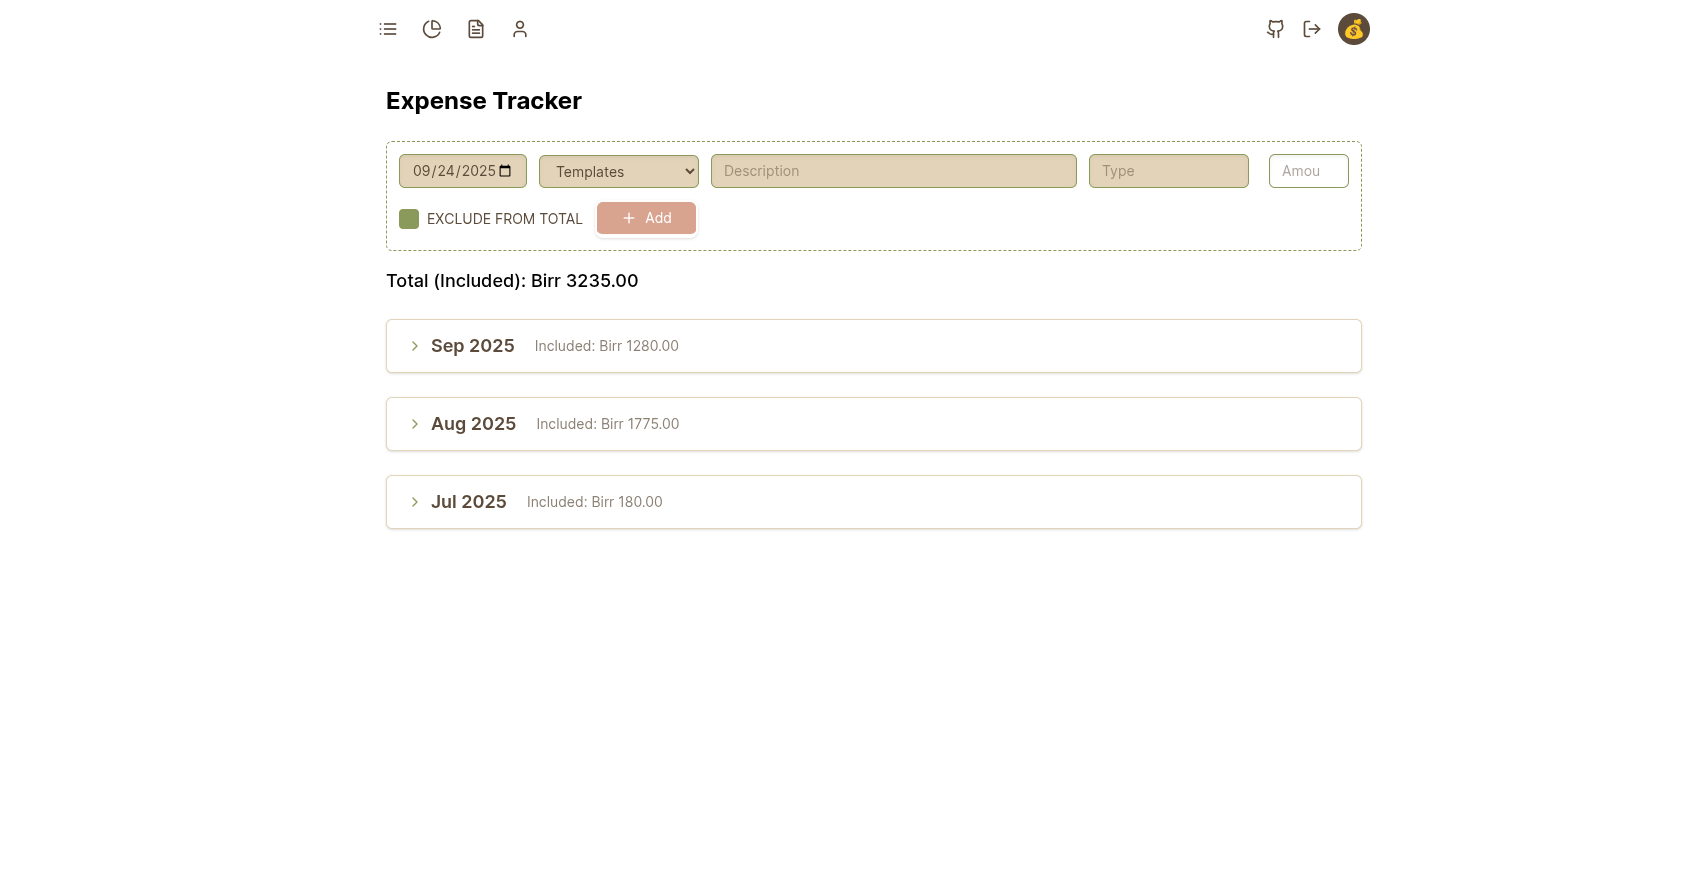 Expense Tracker
09/24/2025 Templates Description Type Amou
EXCLUDE FROM TOTAL Add
Total (Included): Birr 3235.00
Sep 2025 Included: Birr 1280.00
Aug 2025 Included: Birr 1775.00
Jul 2025 Included: Birr 180.00